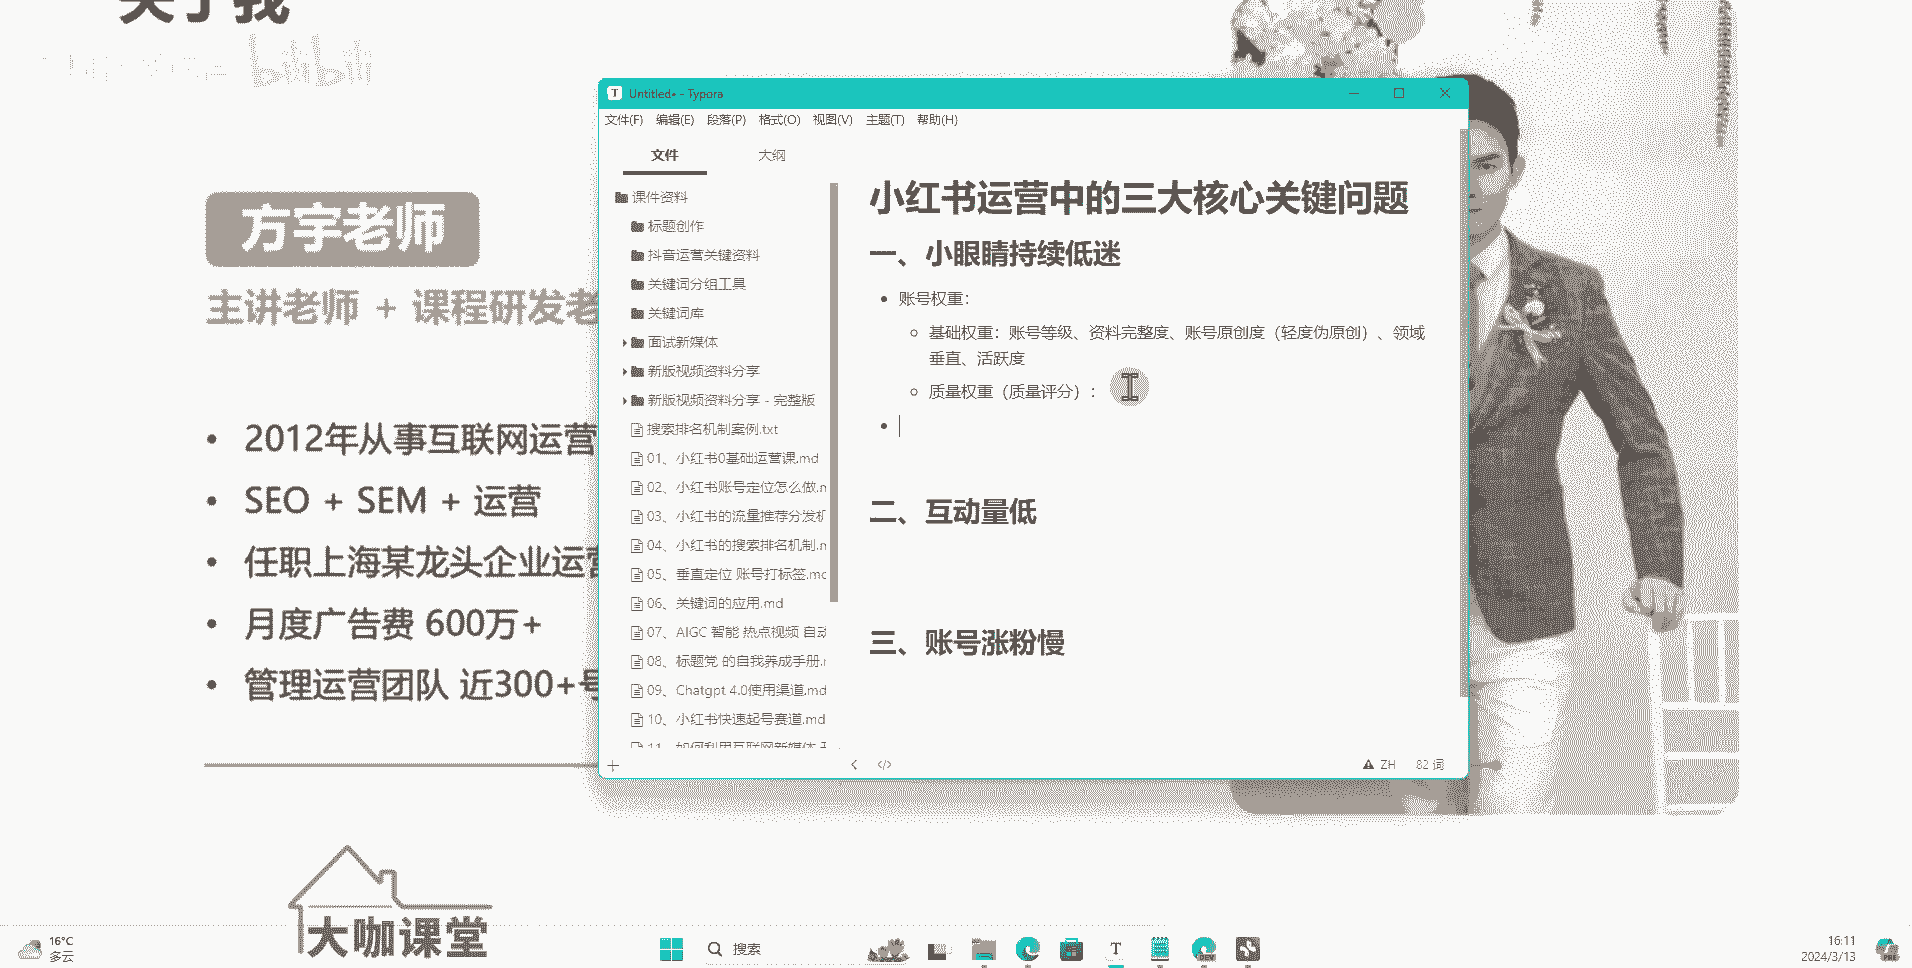 关于我
bilibili
方宇老师
主讲老师 + 课程研发老
• 2012年从事互联网运营
• SEO + SEM + 运营
• 任职上海某龙头企业运营
• 月度广告费 600万+
• 管理运营团队 近300+号
大咖课堂
Untitled• - Typora
文件(F) 编辑(E) 段落(P) 格式(O) 视图(V) 主题(T) 帮助(H)
文件 大纲
课件资料
标题创作
抖音运营关键资料
关键词分组工具
关键词库
面试新媒体
新版视频资料分享
新版视频资料分享 - 完整版
搜索排名机制案例.txt
01、小红书0基础运营课.md
02、小红书账号定位怎么做.m
03、小红书的流量推荐分发机
04、小红书的搜索排名机制.m
05、垂直定位 账号打标签.md
06、关键词的应用.md
07、AIGC 智能 热点视频 自动
08、标题党 的自我养成手册.m
09、Chatgpt 4.0使用渠道.md
10、小红书快速起号赛道.md
11、如何利用互联网新媒体
小红书运营中的三大核心关键问题
一、小眼睛持续低迷
• 账号权重：
◦ 基础权重：账号等级、资料完整度、账号原创度（轻度伪原创）、领域
垂直、活跃度
◦ 质量权重（质量评分）：
二、互动量低
三、账号涨粉慢
ZH 82 词
16°C
多云
搜索
16:11
2024/3/13